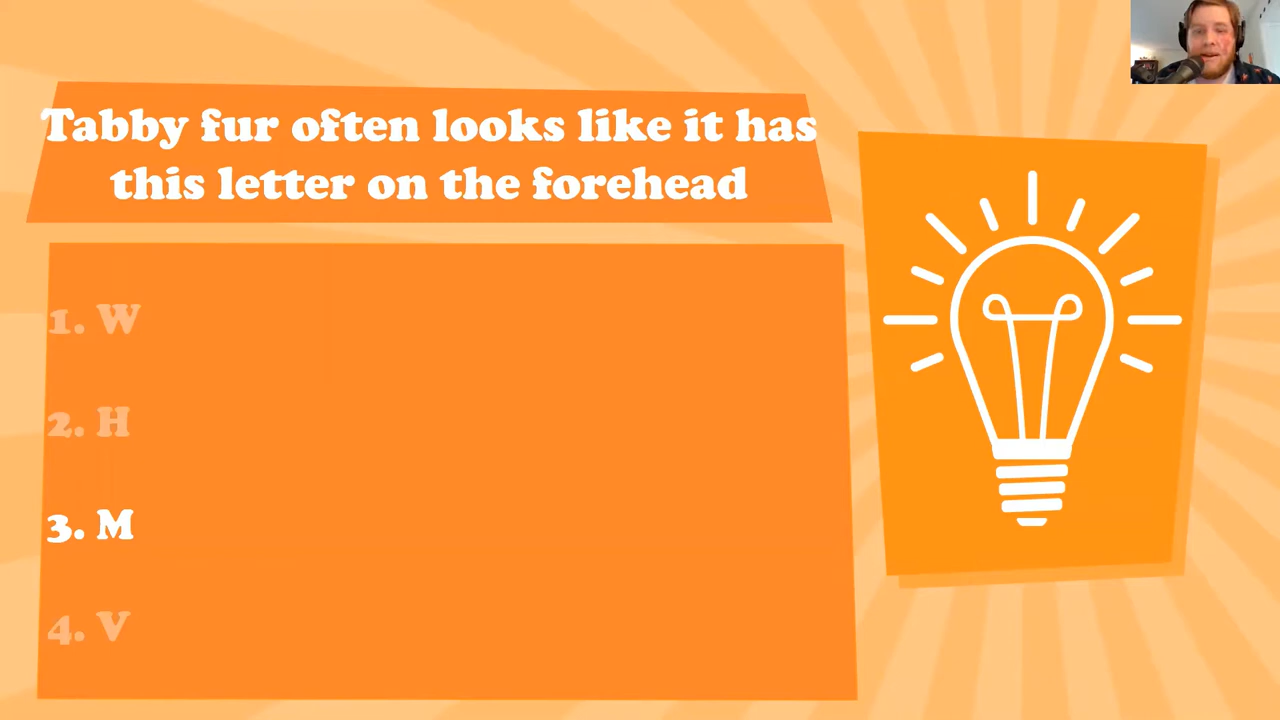 Tabby fur often looks like it has
this letter on the forehead
1. W
2. H
3. M
4. V